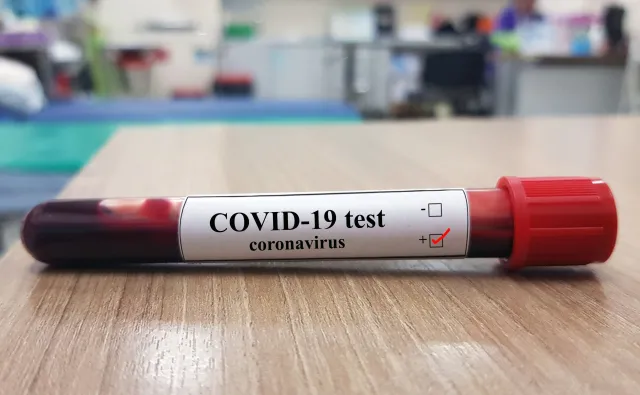 COVID-19 test
coronavirus
-☐
+☑